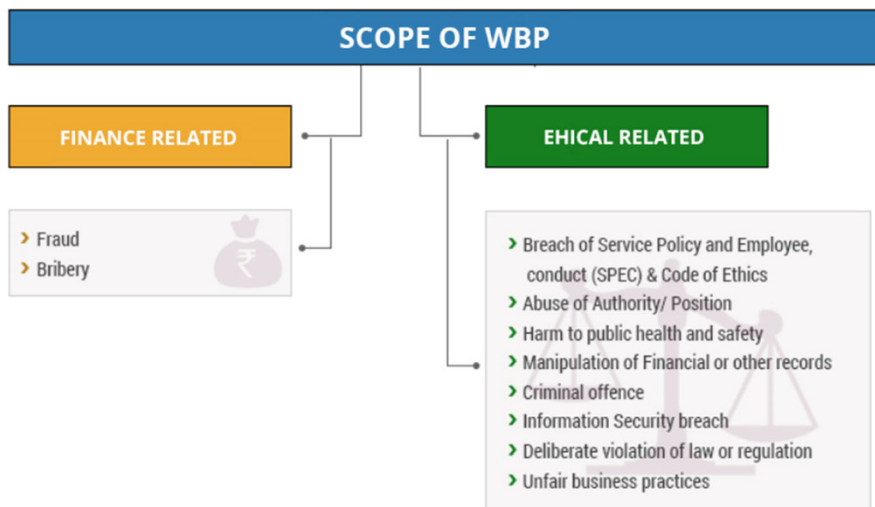 SCOPE OF WBP
FINANCE RELATED
Fraud
Bribery
EHICAL RELATED
Breach of Service Policy and Employee,
conduct (SPEC) & Code of Ethics
Abuse of Authority/ Position
Harm to public health and safety
Manipulation of Financial or other records
Criminal offence
Information Security breach
Deliberate violation of law or regulation
Unfair business practices